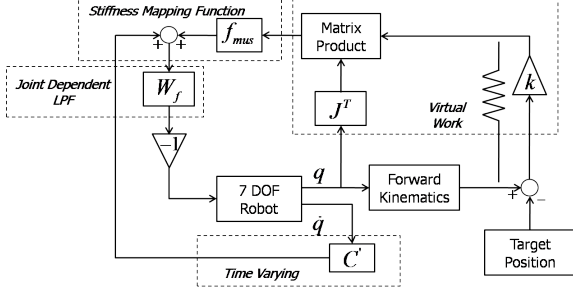 Stiffness Mapping Function
+ +
f_mus
Matrix
Product
Joint Dependent
LPF
W_f
J^T
Virtual
Work
k
−1
7 DOF
Robot
q
Forward
Kinematics
+
−
q̇
C'
Time Varying
Target
Position